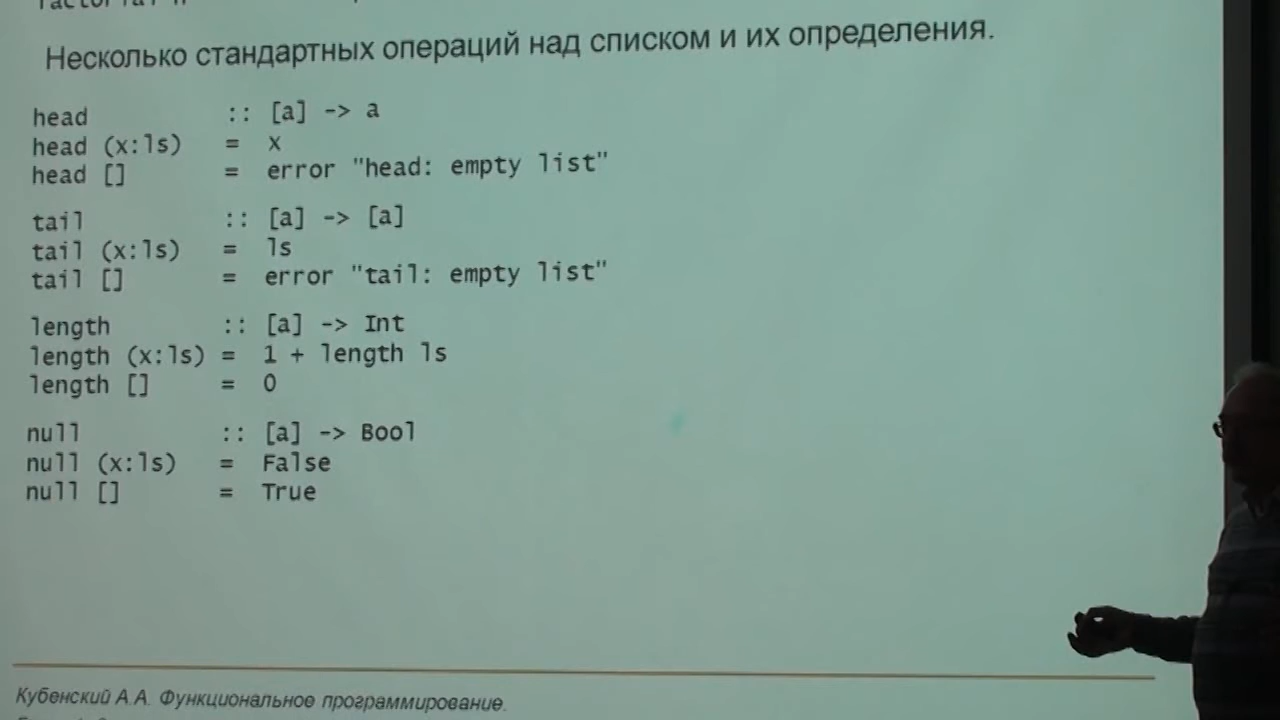 Несколько стандартных операций над списком и их определения.
head :: [a] -> a
head (x:ls) = x
head [] = error "head: empty list"
tail :: [a] -> [a]
tail (x:ls) = ls
tail [] = error "tail: empty list"
length :: [a] -> Int
length (x:ls) = 1 + length ls
length [] = 0
null :: [a] -> Bool
null (x:ls) = False
null [] = True
Кубенский А.А. Функциональное программирование.